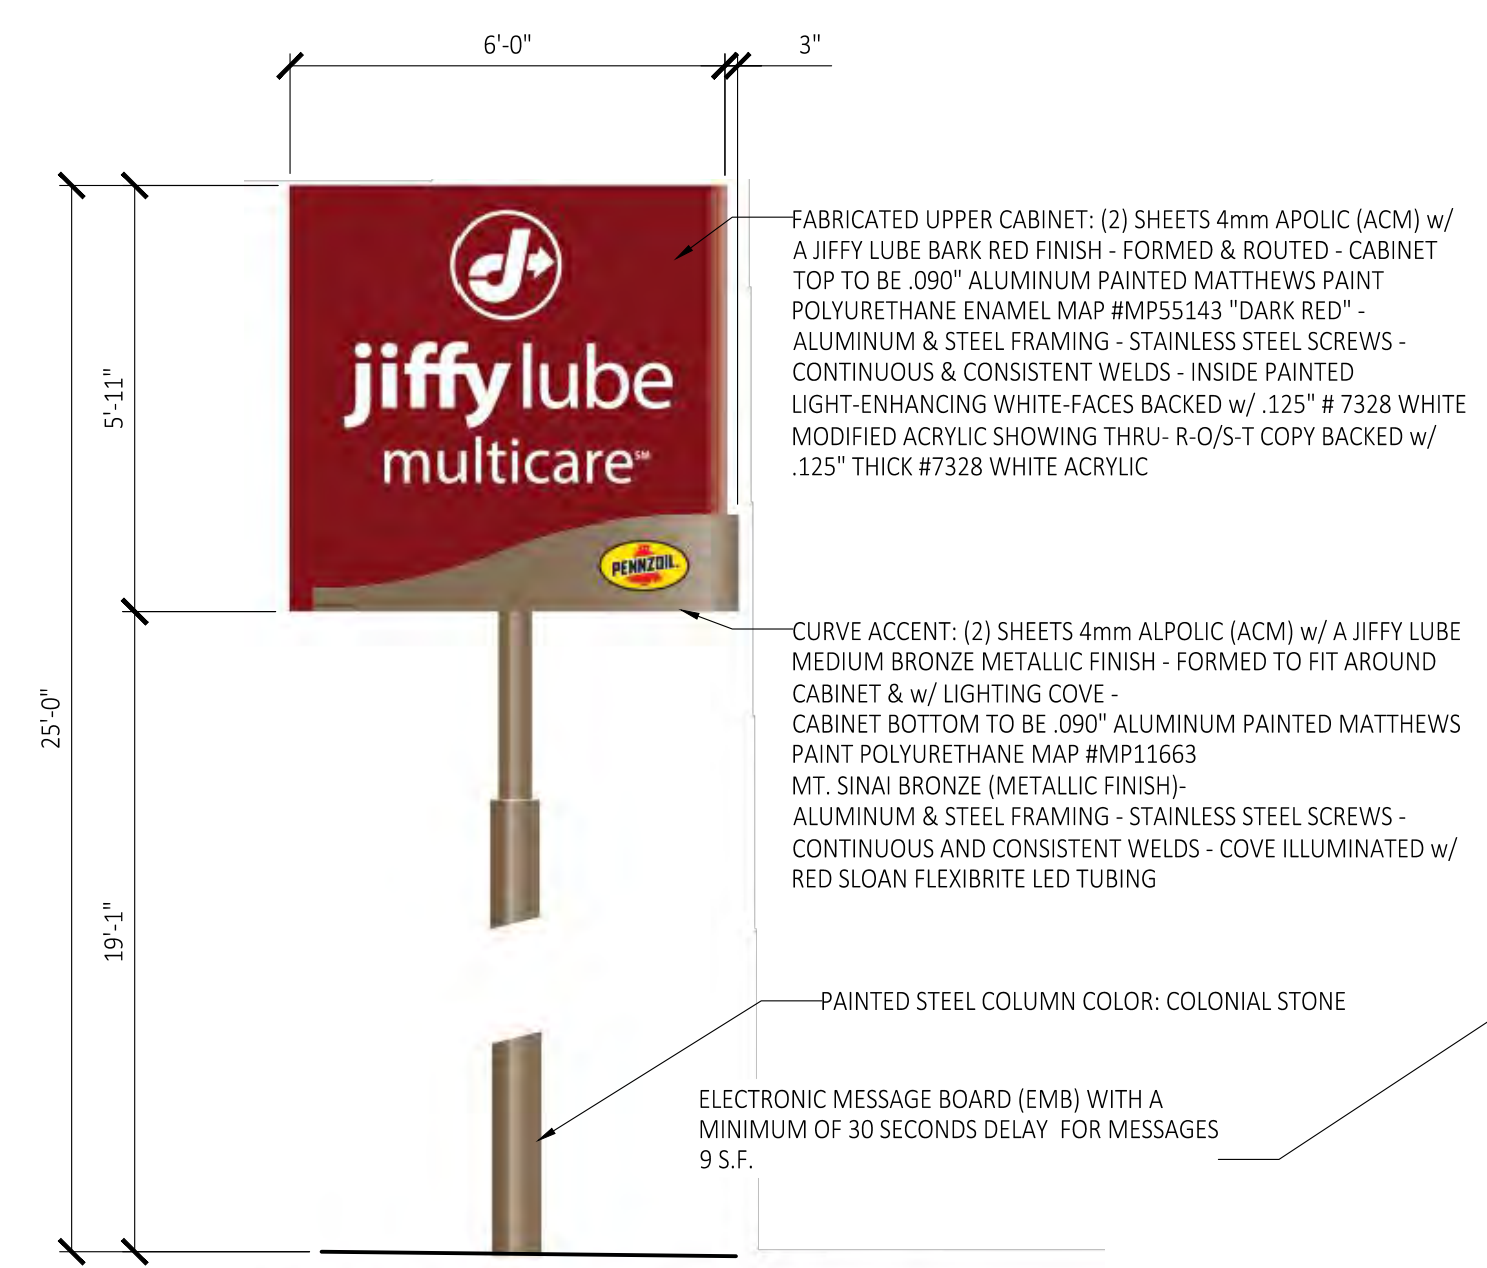 6'-0"
3"
FABRICATED UPPER CABINET: (2) SHEETS 4mm APOLIC (ACM) w/
A JIFFY LUBE BARK RED FINISH - FORMED & ROUTED - CABINET
TOP TO BE .090" ALUMINUM PAINTED MATTHEWS PAINT
POLYURETHANE ENAMEL MAP #MP55143 "DARK RED" -
ALUMINUM & STEEL FRAMING - STAINLESS STEEL SCREWS -
CONTINUOUS & CONSISTENT WELDS - INSIDE PAINTED
LIGHT-ENHANCING WHITE-FACES BACKED w/ .125" # 7328 WHITE
MODIFIED ACRYLIC SHOWING THRU- R-O/S-T COPY BACKED w/
.125" THICK #7328 WHITE ACRYLIC
jiffy lube
multicare℠
PENNZOIL.
5'-11"
25'-0"
19'-1"
CURVE ACCENT: (2) SHEETS 4mm ALPOLIC (ACM) w/ A JIFFY LUBE
MEDIUM BRONZE METALLIC FINISH - FORMED TO FIT AROUND
CABINET & w/ LIGHTING COVE -
CABINET BOTTOM TO BE .090" ALUMINUM PAINTED MATTHEWS
PAINT POLYURETHANE MAP #MP11663
MT. SINAI BRONZE (METALLIC FINISH)-
ALUMINUM & STEEL FRAMING - STAINLESS STEEL SCREWS -
CONTINUOUS AND CONSISTENT WELDS - COVE ILLUMINATED w/
RED SLOAN FLEXIBRITE LED TUBING
PAINTED STEEL COLUMN COLOR: COLONIAL STONE
ELECTRONIC MESSAGE BOARD (EMB) WITH A
MINIMUM OF 30 SECONDS DELAY FOR MESSAGES
9 S.F.